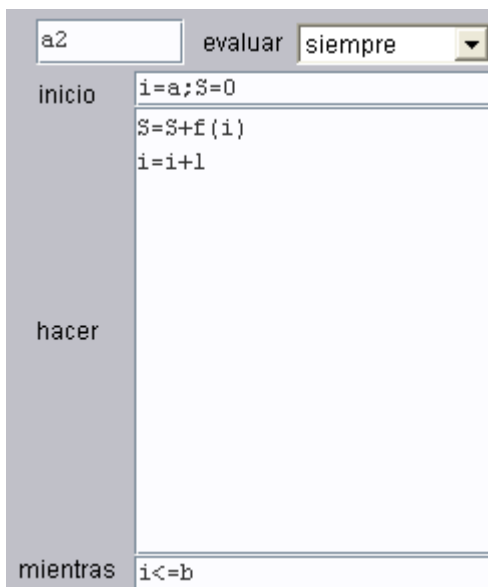 a2 evaluar siempre
inicio i=a;S=0
S=S+f(i)
i=i+1
hacer
mientras i<=b